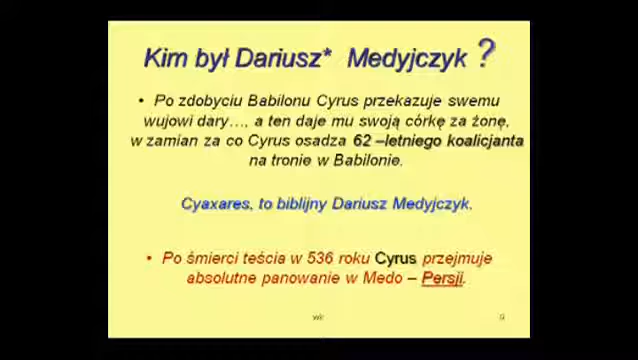 Kim był Dariusz* Medyjczyk ?
• Po zdobyciu Babilonu Cyrus przekazuje swemu
wujowi dary…, a ten daje mu swoją córkę za żonę,
w zamian za co Cyrus osadza 62 –letniego koalicjanta
na tronie w Babilonie.
Cyaxares, to biblijny Dariusz Medyjczyk.
• Po śmierci teścia w 536 roku Cyrus przejmuje
absolutne panowanie w Medo – Persji.